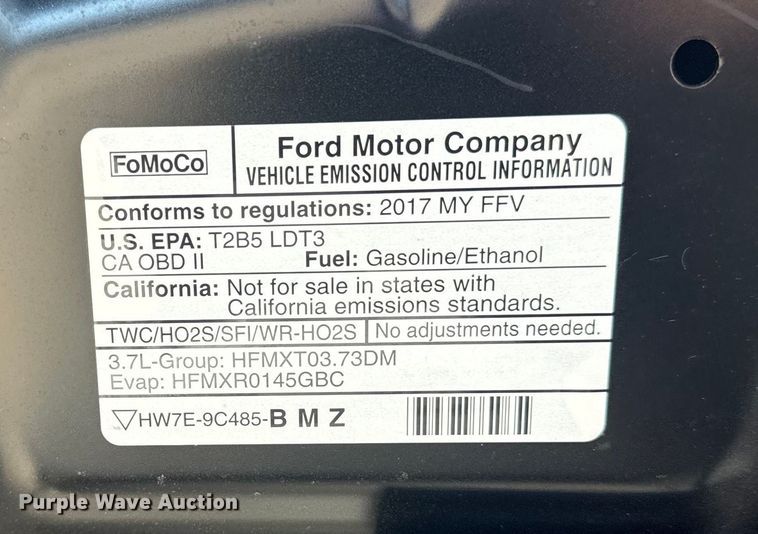 FoMoCo
Ford Motor Company
VEHICLE EMISSION CONTROL INFORMATION
Conforms to regulations: 2017 MY FFV
U.S. EPA: T2B5 LDT3
CA OBD II Fuel: Gasoline/Ethanol
California: Not for sale in states with
California emissions standards.
TWC/HO2S/SFI/WR-HO2S No adjustments needed.
3.7L-Group: HFMXT03.73DM
Evap: HFMXR0145GBC
HW7E-9C485-B M Z
Purple Wave Auction